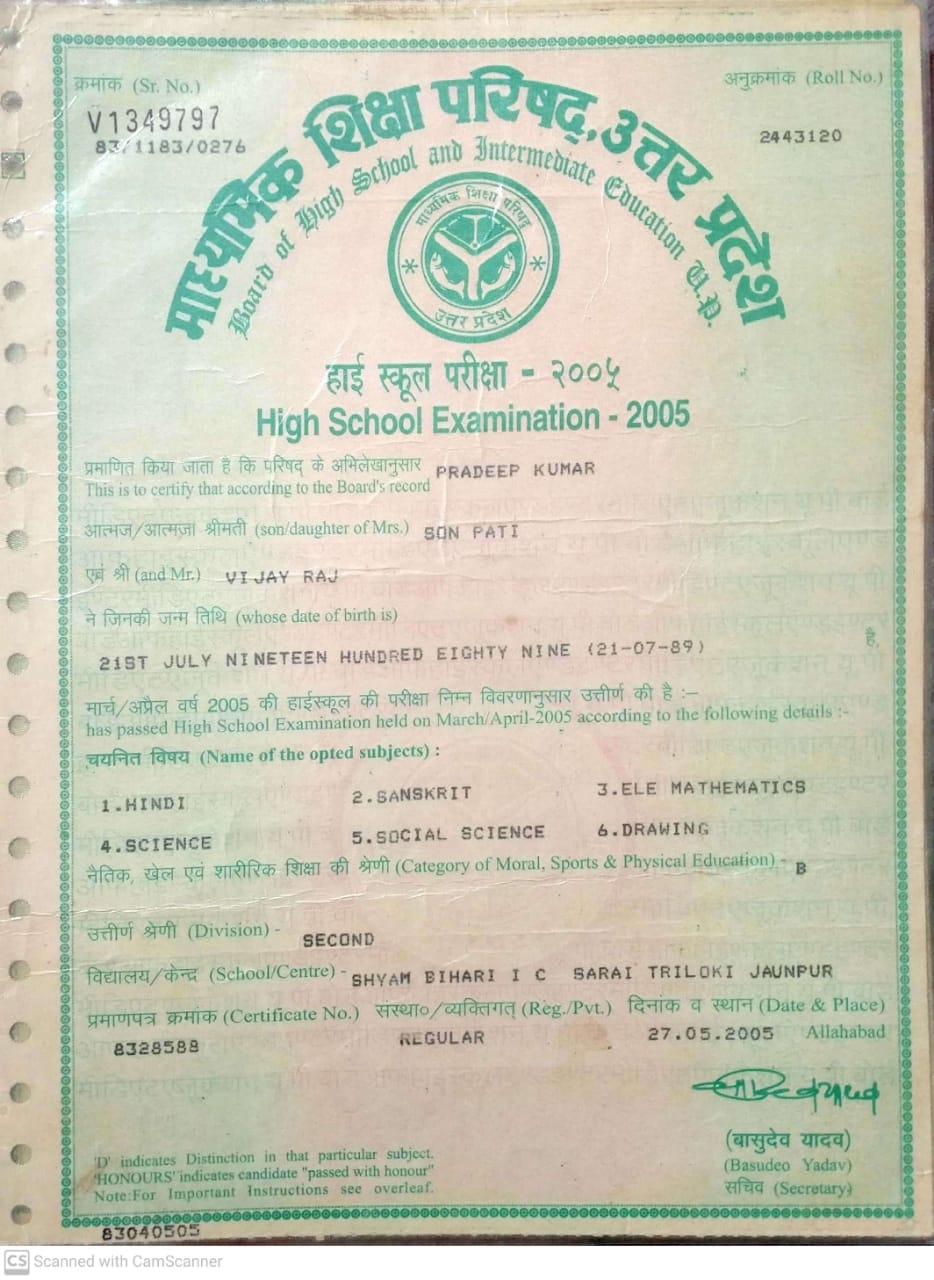 क्रमांक (Sr. No.)
अनुक्रमांक (Roll No.)
V1349797
83/1183/0276
2443120
माध्यमिक शिक्षा परिषद्, उत्तर प्रदेश
Board of High School and Intermediate Education U.P.
माध्यमिक शिक्षा परिषद्
उत्तर प्रदेश
हाई स्कूल परीक्षा - २००५
High School Examination - 2005
प्रमाणित किया जाता है कि परिषद् के अभिलेखानुसार PRADEEP KUMAR
This is to certify that according to the Board's record
आत्मज/आत्मजा श्रीमती (son/daughter of Mrs.) SON PATI
एवं श्री (and Mr.) VIJAY RAJ
ने जिनकी जन्म तिथि (whose date of birth is)
21ST JULY NINETEEN HUNDRED EIGHTY NINE (21-07-89) है,
मार्च/अप्रैल वर्ष 2005 की हाईस्कूल की परीक्षा निम्न विवरणानुसार उत्तीर्ण की है :–
has passed High School Examination held on March/April-2005 according to the following details :-
चयनित विषय (Name of the opted subjects) :
1.HINDI 2.SANSKRIT 3.ELE MATHEMATICS
4.SCIENCE 5.SOCIAL SCIENCE 6.DRAWING
नैतिक, खेल एवं शारीरिक शिक्षा की श्रेणी (Category of Moral, Sports & Physical Education) - B
उत्तीर्ण श्रेणी (Division) - SECOND
विद्यालय/केन्द्र (School/Centre) - SHYAM BIHARI I C SARAI TRILOKI JAUNPUR
प्रमाणपत्र क्रमांक (Certificate No.) संस्था०/व्यक्तिगत् (Reg./Pvt.) दिनांक व स्थान (Date & Place)
8328588 REGULAR 27.05.2005 Allahabad
(बासुदेव यादव)
(Basudeo Yadav)
सचिव (Secretary)
'D' indicates Distinction in that particular subject.
'HONOURS' indicates candidate "passed with honour"
Note:For Important Instructions see overleaf.
83040505
CS Scanned with CamScanner